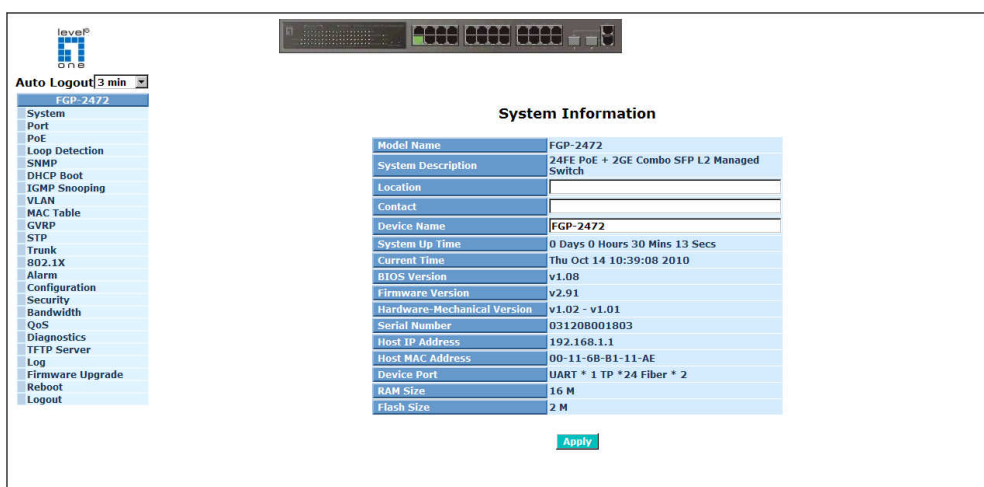 level
one
Auto Logout 3 min
FGP-2472
System
Port
PoE
Loop Detection
SNMP
DHCP Boot
IGMP Snooping
VLAN
MAC Table
GVRP
STP
Trunk
802.1X
Alarm
Configuration
Security
Bandwidth
QoS
Diagnostics
TFTP Server
Log
Firmware Upgrade
Reboot
Logout
System Information
Model Name FGP-2472
System Description 24FE PoE + 2GE Combo SFP L2 Managed
Switch
Location
Contact
Device Name FGP-2472
System Up Time 0 Days 0 Hours 30 Mins 13 Secs
Current Time Thu Oct 14 10:39:08 2010
BIOS Version v1.08
Firmware Version v2.91
Hardware-Mechanical Version v1.02 - v1.01
Serial Number 03120B001803
Host IP Address 192.168.1.1
Host MAC Address 00-11-6B-B1-11-AE
Device Port UART * 1 TP *24 Fiber * 2
RAM Size 16 M
Flash Size 2 M
Apply